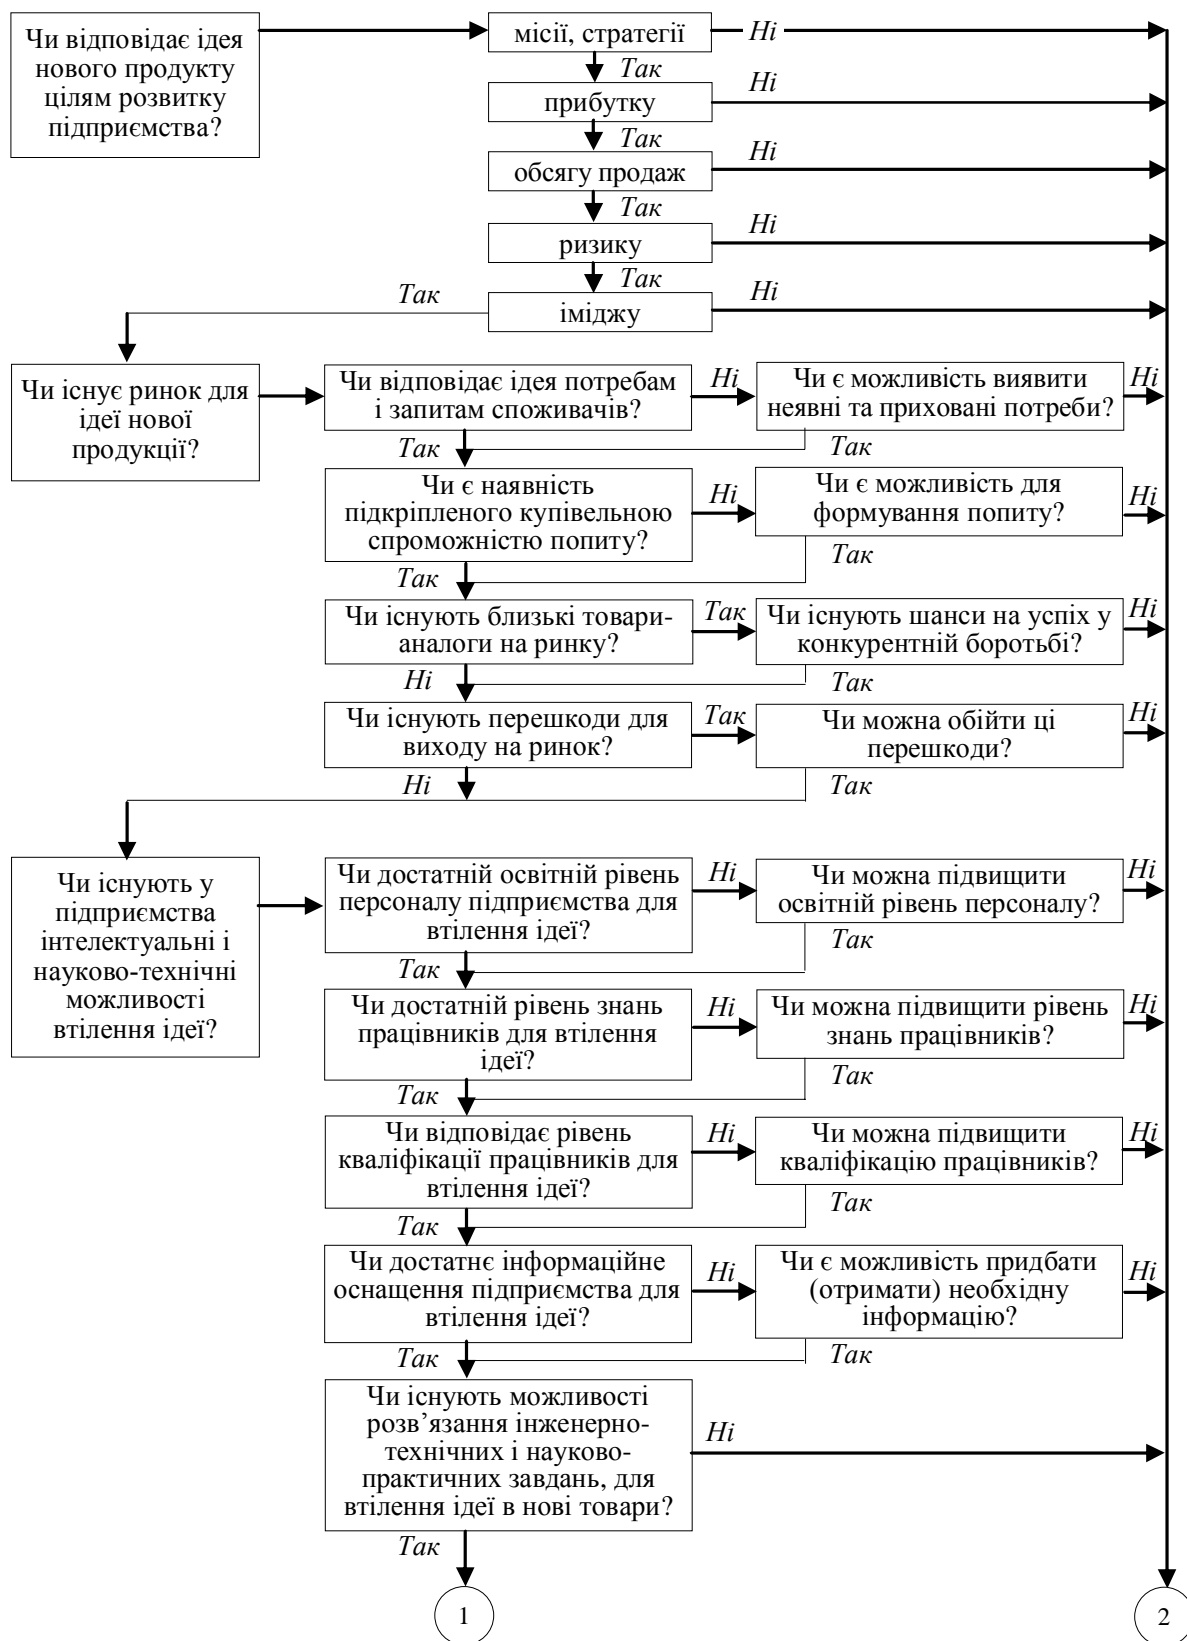 Чи відповідає ідея
нового продукту
цілям розвитку
підприємства?
місії, стратегії
Ні
Так
прибутку
Ні
Так
обсягу продаж
Ні
Так
ризику
Ні
Так
іміджу
Ні
Так
Чи існує ринок для
ідеї нової
продукції?
Чи відповідає ідея потребам
і запитам споживачів?
Ні
Чи є можливість виявити
неявні та приховані потреби?
Ні
Так
Так
Чи є наявність
підкріпленого купівельною
спроможністю попиту?
Ні
Чи є можливість для
формування попиту?
Ні
Так
Так
Чи існують близькі товари-
аналоги на ринку?
Так
Чи існують шанси на успіх у
конкурентній боротьбі?
Ні
Ні
Так
Чи існують перешкоди для
виходу на ринок?
Так
Чи можна обійти ці
перешкоди?
Ні
Ні
Так
Чи існують у
підприємства
інтелектуальні і
науково-технічні
можливості
втілення ідеї?
Чи достатній освітній рівень
персоналу підприємства для
втілення ідеї?
Ні
Чи можна підвищити
освітній рівень персоналу?
Ні
Так
Так
Чи достатній рівень знань
працівників для втілення
ідеї?
Ні
Чи можна підвищити рівень
знань працівників?
Ні
Так
Так
Чи відповідає рівень
кваліфікації працівників для
втілення ідеї?
Ні
Чи можна підвищити
кваліфікацію працівників?
Ні
Так
Так
Чи достатнє інформаційне
оснащення підприємства для
втілення ідеї?
Ні
Чи є можливість придбати
(отримати) необхідну
інформацію?
Ні
Так
Так
Чи існують можливості
розв’язання інженерно-
технічних і науково-
практичних завдань, для
втілення ідеї в нові товари?
Ні
Так
1
2